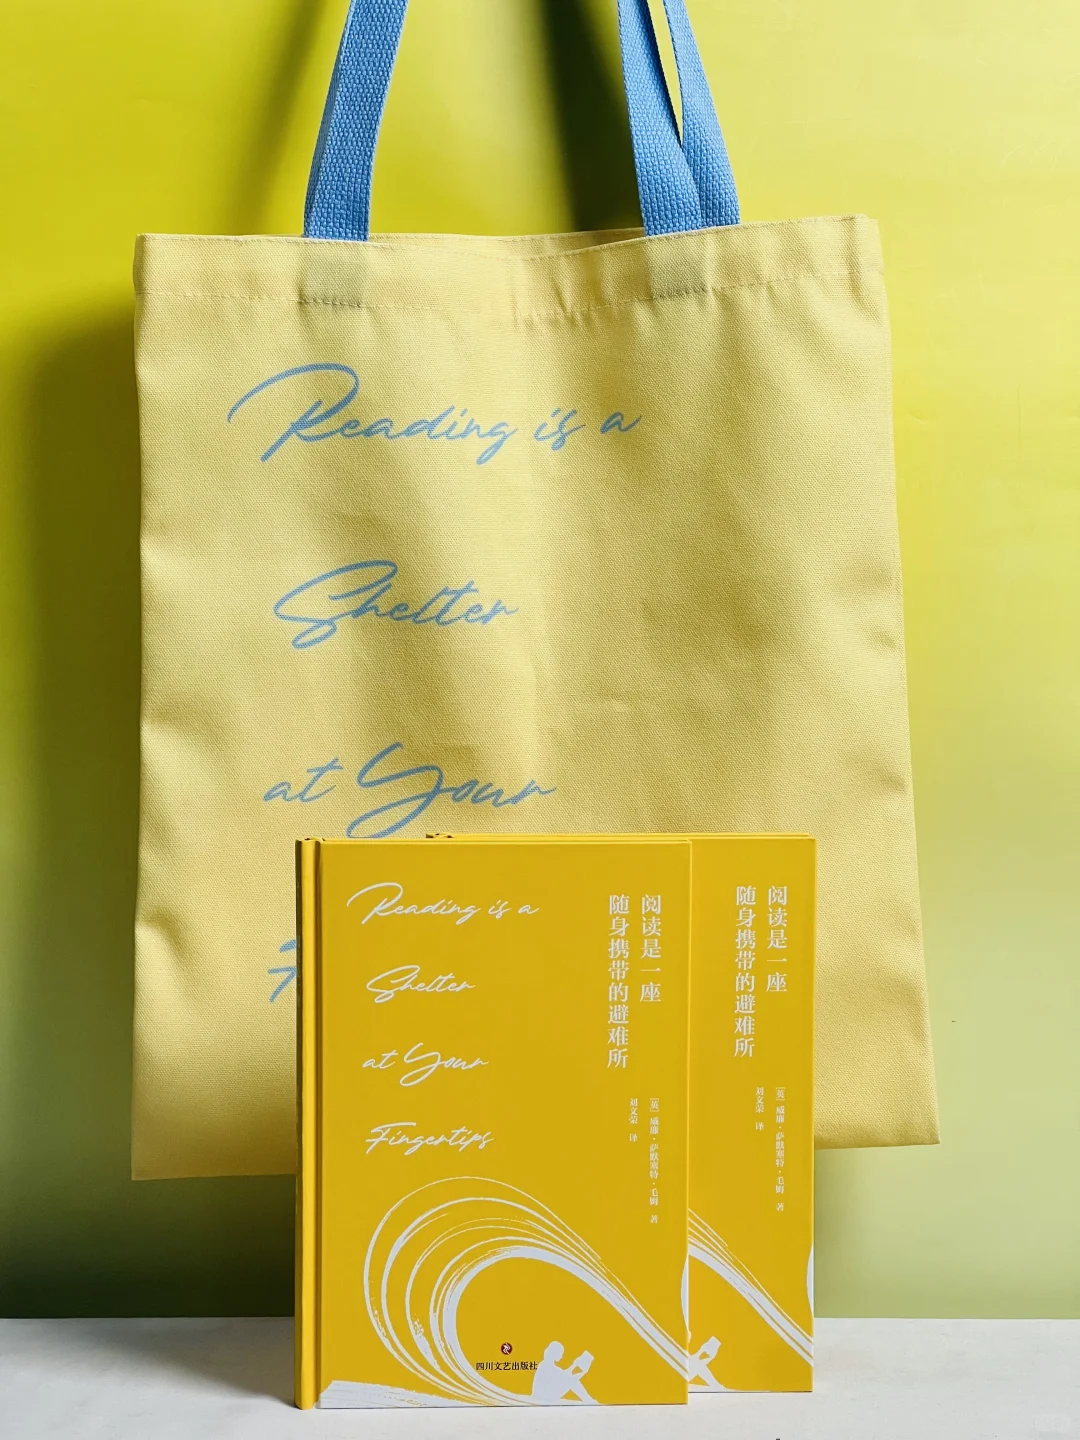 Reading is a
Shelter
at Your
Reading is a
Shelter
at Your
Fingertips
阅读是一座
随身携带的避难所
[英] 威廉·萨默塞特·毛姆 著
刘文荣 译
四川文艺出版社
阅读是一座
随身携带的避难所
[英] 威廉·萨默塞特·毛姆 著
刘文荣 译